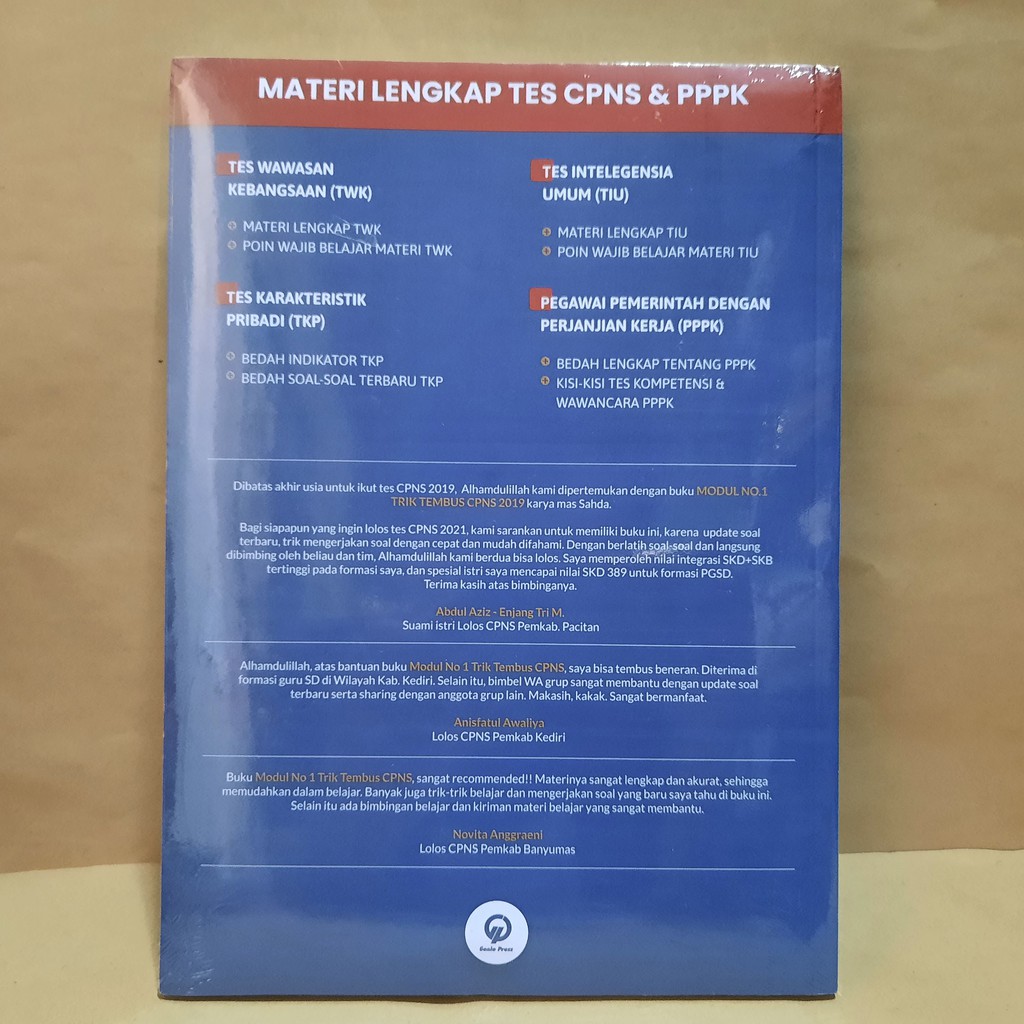 MATERI LENGKAP TES CPNS & PPPK
TES WAWASAN
KEBANGSAAN (TWK)
MATERI LENGKAP TWK
POIN WAJIB BELAJAR MATERI TWK
TES INTELEGENSIA
UMUM (TIU)
MATERI LENGKAP TIU
POIN WAJIB BELAJAR MATERI TIU
TES KARAKTERISTIK
PRIBADI (TKP)
BEDAH INDIKATOR TKP
BEDAH SOAL-SOAL TERBARU TKP
PEGAWAI PEMERINTAH DENGAN
PERJANJIAN KERJA (PPPK)
BEDAH LENGKAP TENTANG PPPK
KISI-KISI TES KOMPETENSI &
WAWANCARA PPPK
Dibatas akhir usia untuk ikut tes CPNS 2019, Alhamdulillah kami dipertemukan dengan buku MODUL NO.1
TRIK TEMBUS CPNS 2019 karya mas Sahda.
Bagi siapapun yang ingin lolos tes CPNS 2021, kami sarankan untuk memiliki buku ini, karena update soal
terbaru, trik mengerjakan soal dengan cepat dan mudah difahami. Dengan berlatih soal-soal dan langsung
dibimbing oleh beliau dan tim, Alhamdulillah kami berdua bisa lolos. Saya memperoleh nilai integrasi SKD+SKB
tertinggi pada formasi saya, dan spesial istri saya mencapai nilai SKD 389 untuk formasi PGSD.
Terima kasih atas bimbinganya.
Abdul Aziz - Enjang Tri M.
Suami istri Lolos CPNS Pemkab. Pacitan
Alhamdulillah, atas bantuan buku Modul No 1 Trik Tembus CPNS, saya bisa tembus beneran. Diterima di
formasi guru SD di Wilayah Kab. Kediri. Selain itu, bimbel WA grup sangat membantu dengan update soal
terbaru serta sharing dengan anggota grup lain. Makasih, kakak. Sangat bermanfaat.
Anisfatul Awaliya
Lolos CPNS Pemkab Kediri
Buku Modul No 1 Trik Tembus CPNS, sangat recommended!! Materinya sangat lengkap dan akurat, sehingga
memudahkan dalam belajar. Banyak juga trik-trik belajar dan mengerjakan soal yang baru saya tahu di buku ini.
Selain itu ada bimbingan belajar dan kiriman materi belajar yang sangat membantu.
Novita Anggraeni
Lolos CPNS Pemkab Banyumas
Genio Press